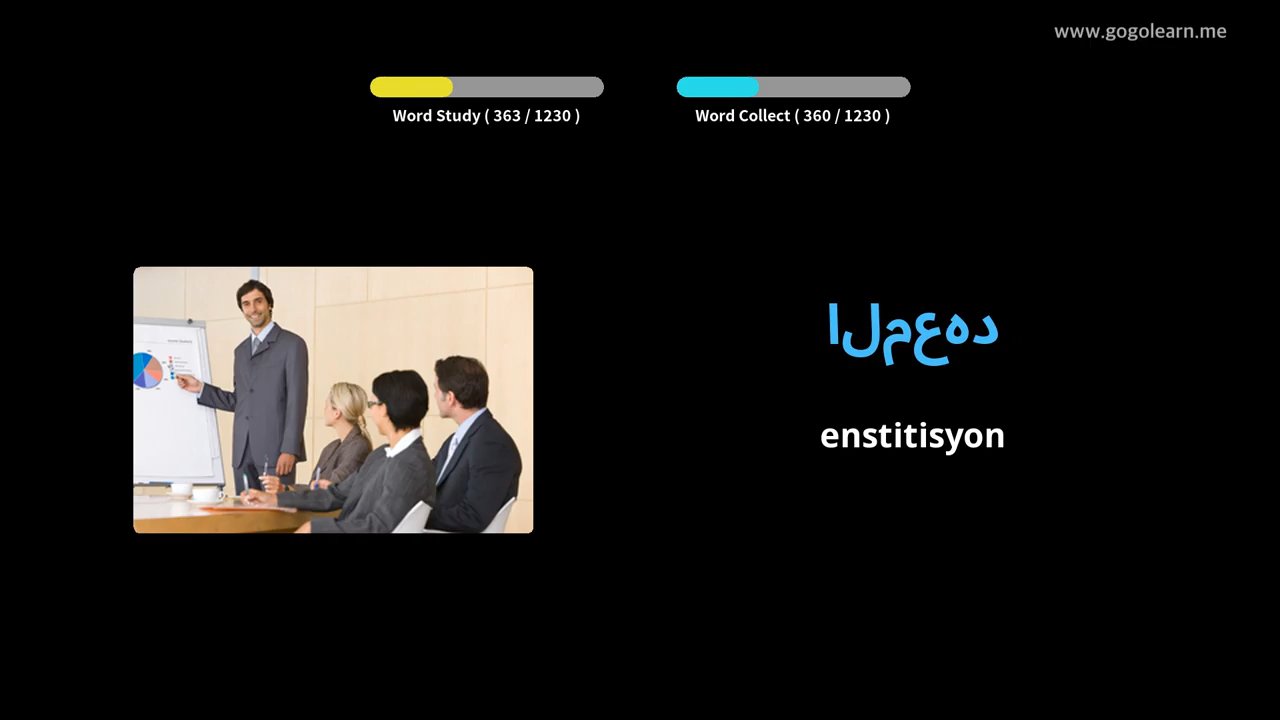 www.gogolearn.me
Word Study ( 363 / 1230 )
Word Collect ( 360 / 1230 )
المعهد
enstitisyon